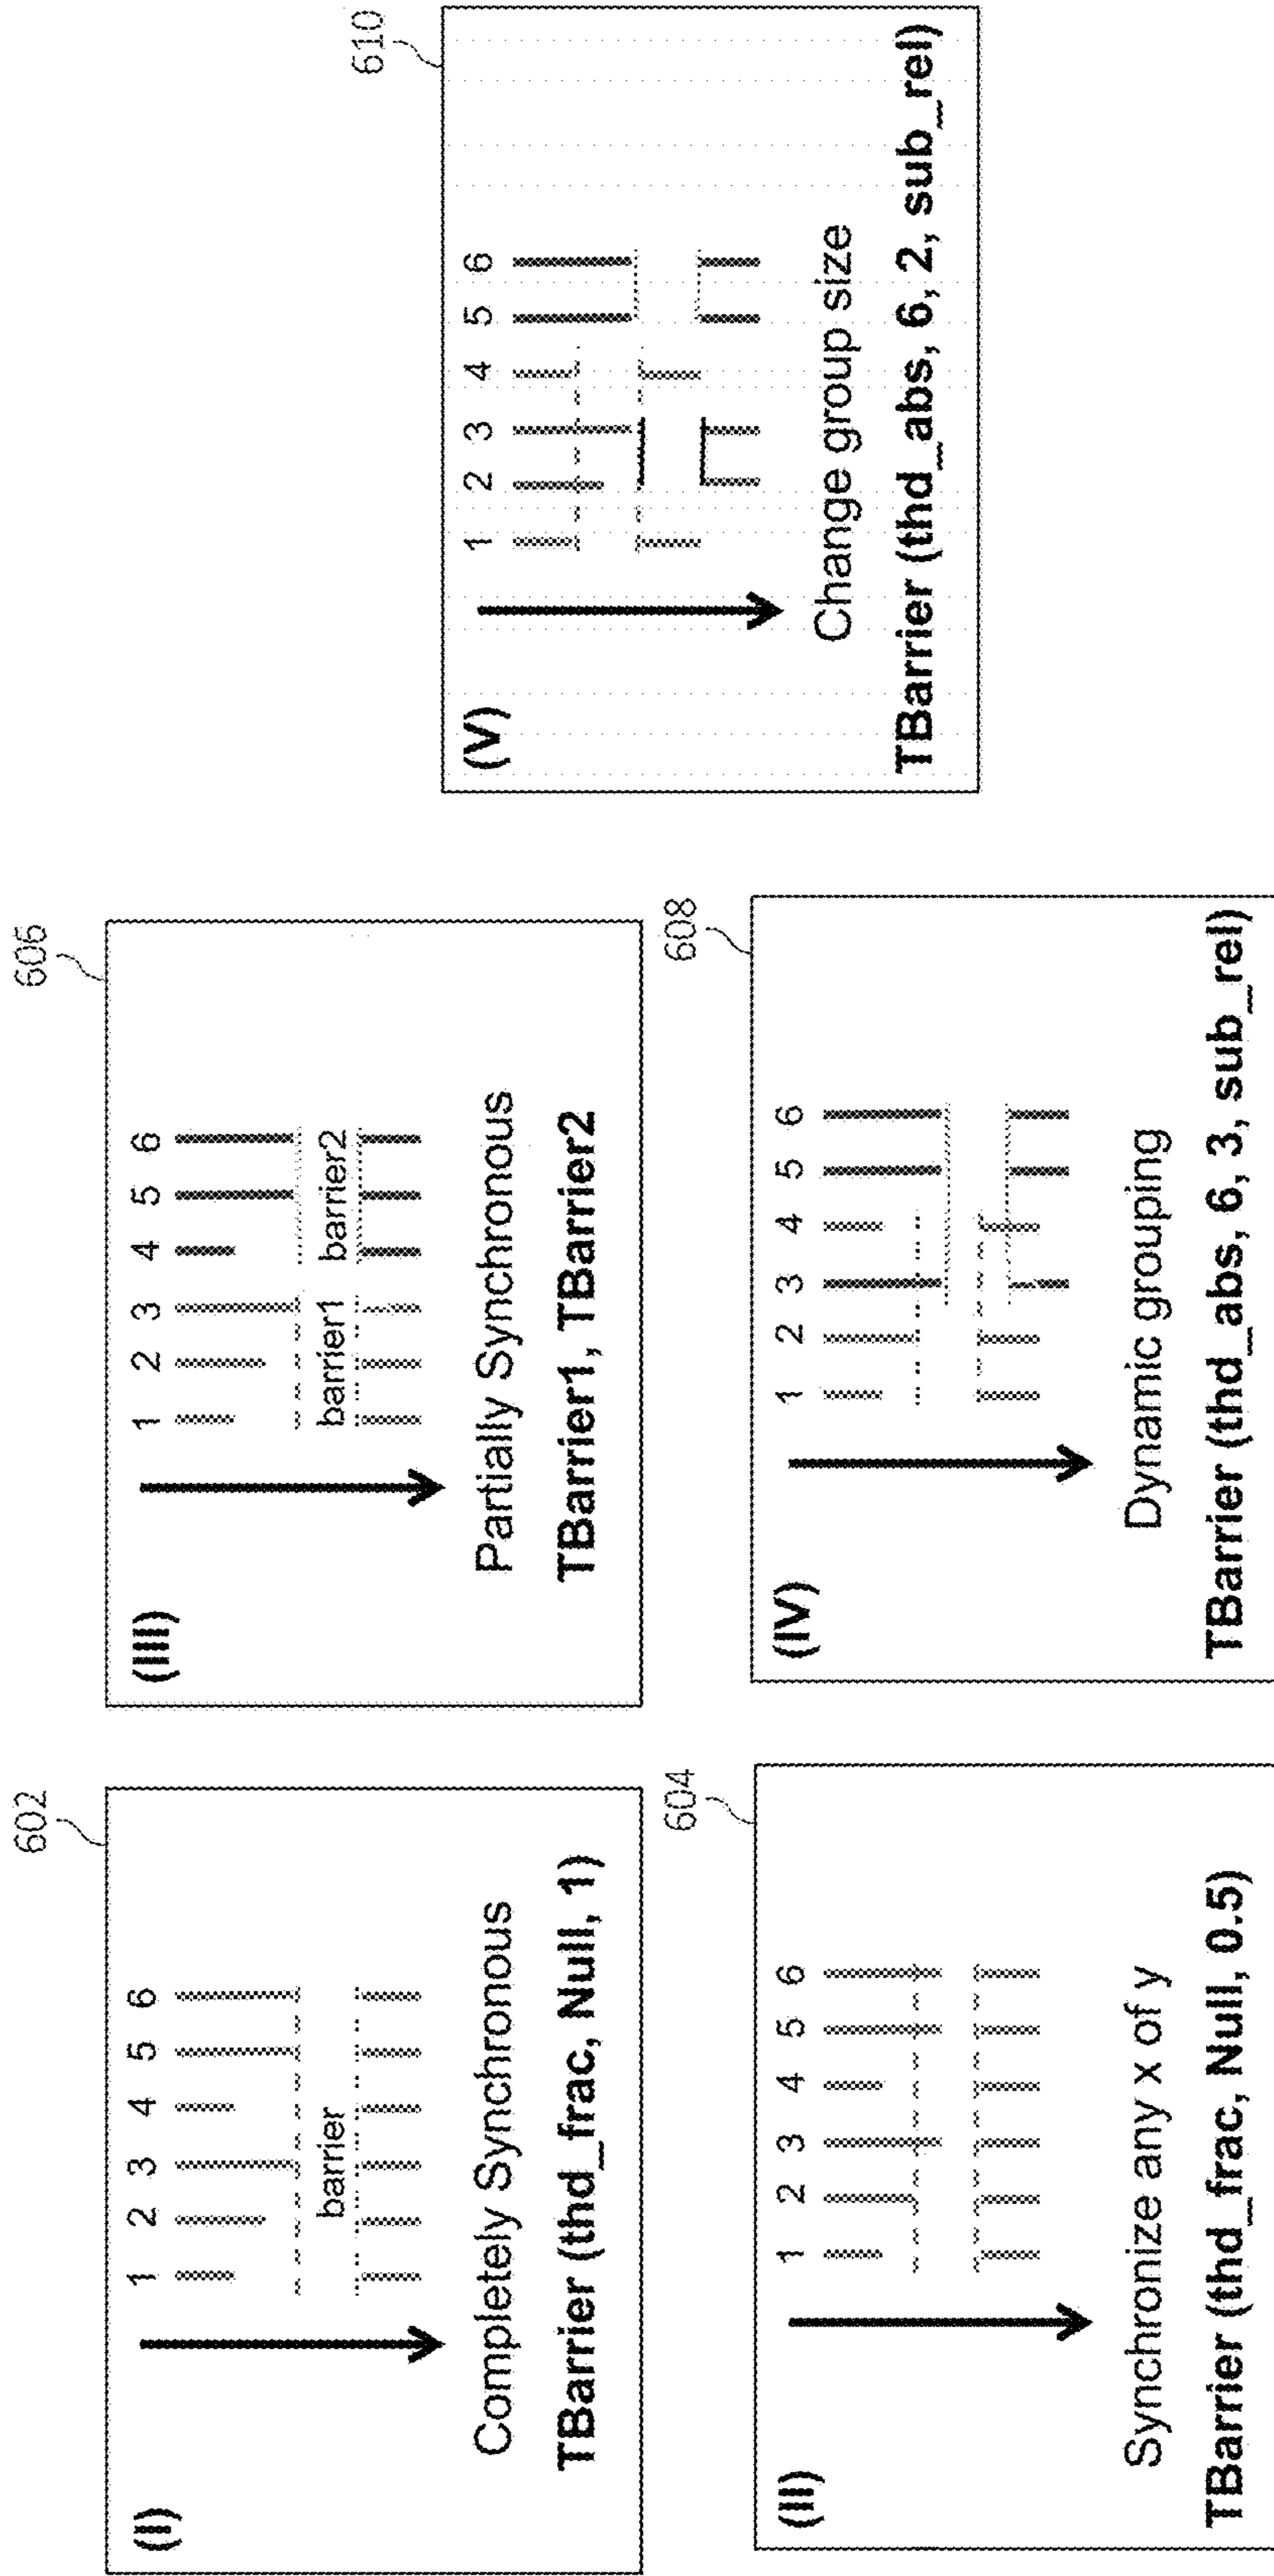 602
(I)
1 2 3 4 5 6
barrier
Completely Synchronous
TBarrier (thd_frac, Null, 1)
604
(II)
1 2 3 4 5 6
Synchronize any x of y
TBarrier (thd_frac, Null, 0.5)
606
(III)
1 2 3 4 5 6
barrier1 barrier2
Partially Synchronous
TBarrier1, TBarrier2
608
(IV)
1 2 3 4 5 6
Dynamic grouping
TBarrier (thd_abs, 6, 3, sub_rel)
610
(V)
1 2 3 4 5 6
Change group size
TBarrier (thd_abs, 6, 2, sub_rel)